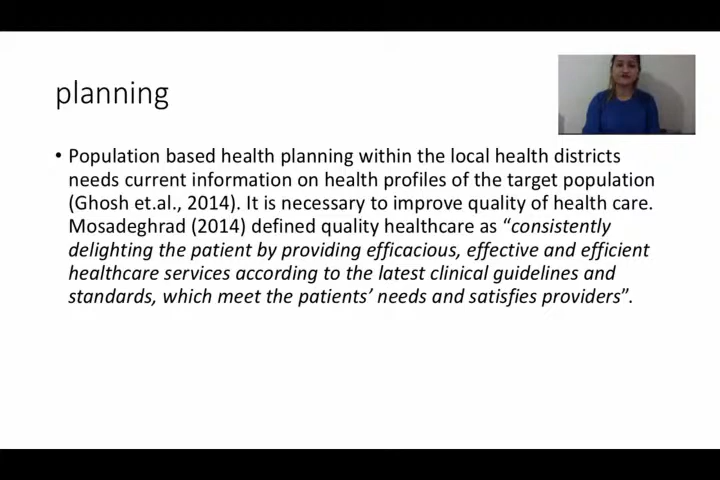 planning
• Population based health planning within the local health districts
needs current information on health profiles of the target population
(Ghosh et.al., 2014). It is necessary to improve quality of health care.
Mosadeghrad (2014) defined quality healthcare as “consistently
delighting the patient by providing efficacious, effective and efficient
healthcare services according to the latest clinical guidelines and
standards, which meet the patients’ needs and satisfies providers”.